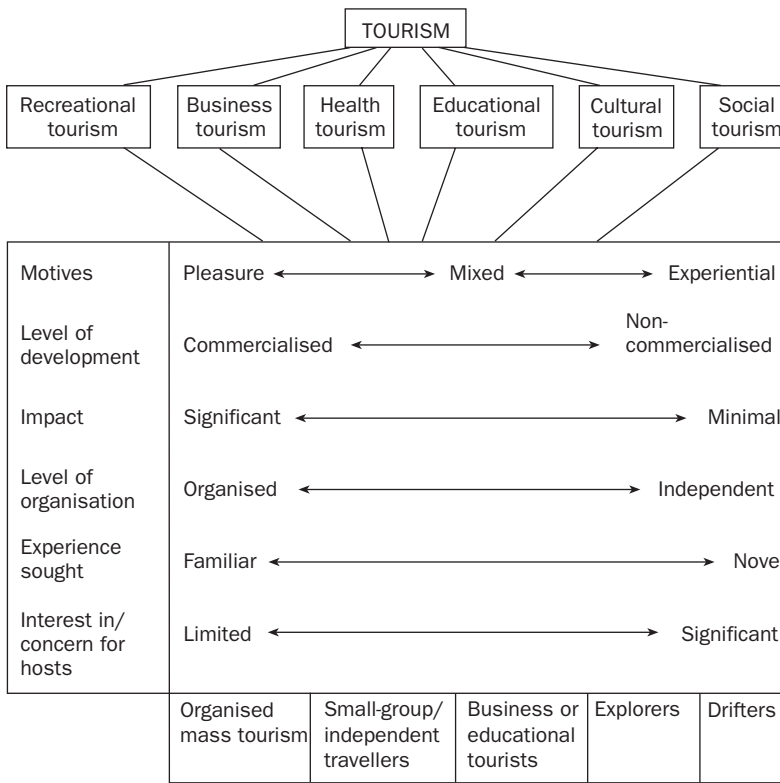 TOURISM
Recreational
tourism
Business
tourism
Health
tourism
Educational
tourism
Cultural
tourism
Social
tourism
Motives
Pleasure Mixed Experiential
Level of
development
Commercialised
Non-
commercialised
Impact
Significant Minimal
Level of
organisation
Organised Independent
Experience
sought
Familiar Nove
Interest in/
concern for
hosts
Limited Significant
Organised
mass tourism
Small-group/
independent
travellers
Business or
educational
tourists
Explorers
Drifters